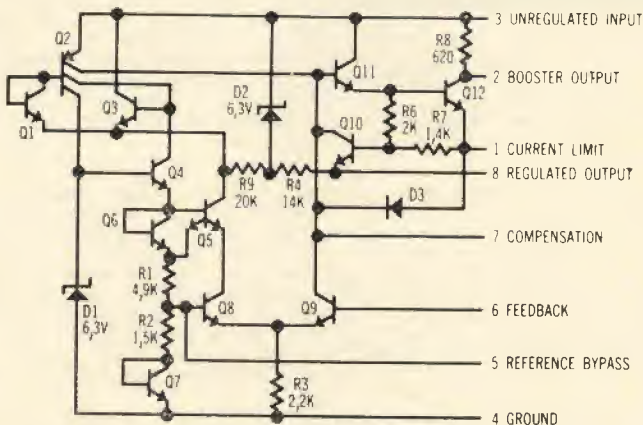 3 UNREGULATED INPUT
Q2
R8
620
Q11
2 BOOSTER OUTPUT
D2
6,3V
Q12
Q3
Q1
R6
2K
R7
1,4K
Q10
1 CURRENT LIMIT
8 REGULATED OUTPUT
Q4
R9
20K
R4
14K
D3
Q6
Q5
7 COMPENSATION
R1
4,9K
D1
6,3V
Q8
Q9
6 FEEDBACK
R2
1,5K
5 REFERENCE BYPASS
Q7
R3
2,2K
4 GROUND